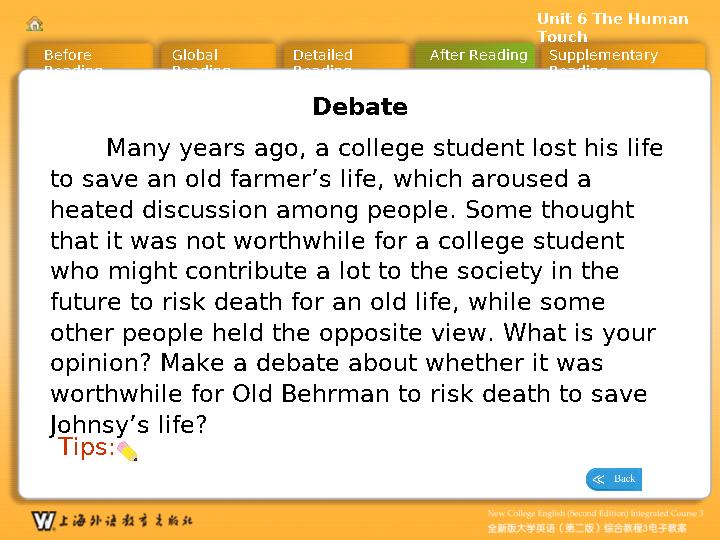 Unit 6 The Human
Touch
Before
Reading
Global
Reading
Detailed
Reading
After Reading
Supplementary
Reading
Debate
Many years ago, a college student lost his life
to save an old farmer’s life, which aroused a
heated discussion among people. Some thought
that it was not worthwhile for a college student
who might contribute a lot to the society in the
future to risk death for an old life, while some
other people held the opposite view. What is your
opinion? Make a debate about whether it was
worthwhile for Old Behrman to risk death to save
Johnsy’s life?
Tips:
Back
上海外语教育出版社
New College English (Second Edition) Integrated Course 3
全新版大学英语（第二版）综合教程3电子教案